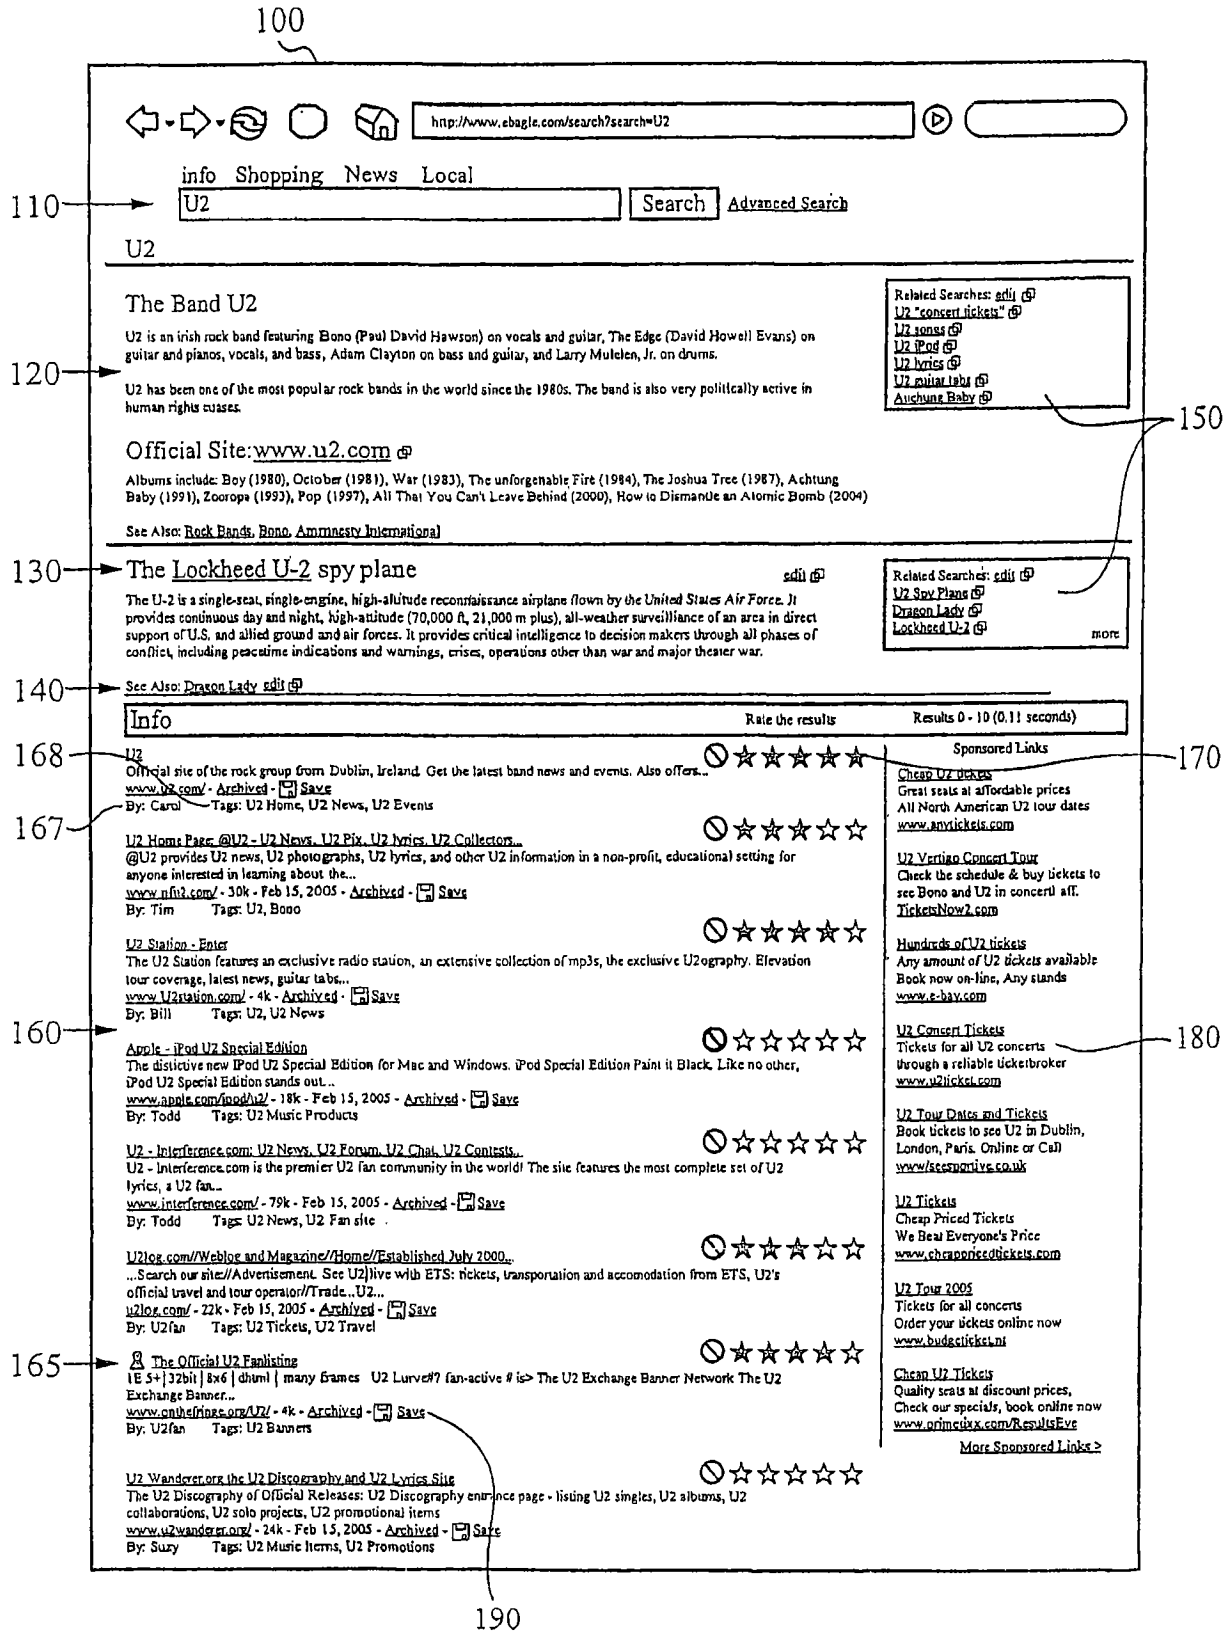 100
http://www.ebagle.com/search?search=U2
info Shopping News Local
110
U2
Search
Advanced Search
U2
The Band U2
U2 is an irish rock band featuring Bono (Paul David Hawson) on vocals and guitar, The Edge (David Howell Evans) on
guitar and pianos, vocals, and bass, Adam Clayton on bass and guitar, and Larry Mulelen, Jr. on drums.
120
U2 has been one of the most popular rock bands in the world since the 1980s. The band is also very politically active in
human rights cuases.
Official Site:www.u2.com
Albums include: Boy (1980), October (1981), War (1983), The unforgenable Fire (1984), The Joshua Tree (1987), Achtung
Baby (1991), Zooropa (1993), Pop (1997), All That You Can't Leave Behind (2000), How to Dismantle an Atomic Bomb (2004)
See Also: Rock Bands, Bono, Ammnesty International
Related Searches: edit
U2 "concert tickets"
U2 songs
U2 iPod
U2 lyrics
U2 guitar tabs
Auchung Baby
150
130
The Lockheed U-2 spy plane
edit
The U-2 is a single-seat, single-engine, high-altitude reconnaissance airplane flown by the United States Air Force. It
provides continuous day and night, high-altitude (70,000 ft, 21,000 m plus), all-weather surveilliance of an area in direct
support of U.S. and allied ground and air forces. It provides critical intelligence to decision makers through all phases of
conflict, including peacetime indications and warnings, crises, operations other than war and major theater war.
Related Searches: edit
U2 Spy Plane
Dragon Lady
Lockheed U-2
more
140
See Also: Dragon Lady edit
Info
Rate the results
Results 0 - 10 (0.11 seconds)
168
U2
Official site of the rock group from Dublin, Ireland. Get the latest band news and events. Also offers...
www.u2.com/ - Archived - Save
By: Carol Tags: U2 Home, U2 News, U2 Events
167
170
U2 Home Page: @U2 - U2 News, U2 Pix, U2 lyrics, U2 Collectors...
@U2 provides U2 news, U2 photographs, U2 lyrics, and other U2 information in a non-profit, educational setting for
anyone interested in learning about the...
www.nfu2.com/ - 30k - Feb 15, 2005 - Archived - Save
By: Tim Tags: U2, Bono
U2 Station - Enter
The U2 Station features an exclusive radio station, an extensive collection of mp3s, the exclusive U2ography. Elevation
tour coverage, latest news, guitar tabs...
www.U2station.com/ - 4k - Archived - Save
By: Bill Tags: U2, U2 News
160
Apple - iPod U2 Special Edition
The distictive new iPod U2 Special Edition for Mac and Windows. iPod Special Edition Paint it Black. Like no other,
iPod U2 Special Edition stands out...
www.apple.com/ipod/u2/ - 18k - Feb 15, 2005 - Archived - Save
By: Todd Tags: U2 Music Products
U2 - Interference.com: U2 News, U2 Forum, U2 Chat, U2 Contests...
U2 - Interference.com is the premier U2 fan community in the world! The site features the most complete set of U2
lyrics, a U2 fan...
www.interference.com/ - 79k - Feb 15, 2005 - Archived - Save
By: Todd Tags: U2 News, U2 Fan site
U2log.com//Weblog and Magazine//Home//Established July 2000...
...Search our site//Advertisement. See U2 live with ETS: tickets, transportation and accomodation from ETS, U2's
official travel and tour operator//Trade...U2...
u2log.com/ - 22k - Feb 15, 2005 - Archived - Save
By: U2fan Tags: U2 Tickets, U2 Travel
165
The Official U2 Fanlisting
IE 5+|32bit|8x6|dhtml|many frames U2 Lurve#? fan-active # is> The U2 Exchange Banner Network The U2
Exchange Banner...
www.onthefringe.org/U2/ - 4k - Archived - Save
By: U2fan Tags: U2 Banners
U2 Wanderer.org the U2 Discography and U2 Lyrics Site
The U2 Discography of Official Releases: U2 Discography entrance page - listing U2 singles, U2 albums, U2
collaborations, U2 solo projects, U2 promotional items
www.u2wanderer.org/ - 24k - Feb 15, 2005 - Archived - Save
By: Suzy Tags: U2 Music Items, U2 Promotions
190
Sponsored Links
Cheap U2 tickets
Great seats at affordable prices
All North American U2 tour dates
www.anytickets.com
U2 Vertigo Concert Tour
Check the schedule & buy tickets to
see Bono and U2 in concertl aff.
TicketsNow2.com
Hundreds of U2 tickets
Any amount of U2 tickets available
Book now on-line, Any stands
www.e-bay.com
U2 Concert Tickets
Tickets for all U2 concerts
through a reliable ticketbroker
www.u2ticket.com
180
U2 Tour Dates and Tickets
Book tickets to see U2 in Dublin,
London, Paris. Online or Call
www/seesportive.co.uk
U2 Tickets
Cheap Priced Tickets
We Beat Everyone's Price
www.cheappricedtickets.com
U2 Tour 2005
Tickets for all concerts
Order your tickets online now
www.budgeticket.nt
Cheap U2 Tickets
Quality seats at discount prices,
Check our specials, book online now
www.primetixx.com/ResultsEve
More Sponsored Links >